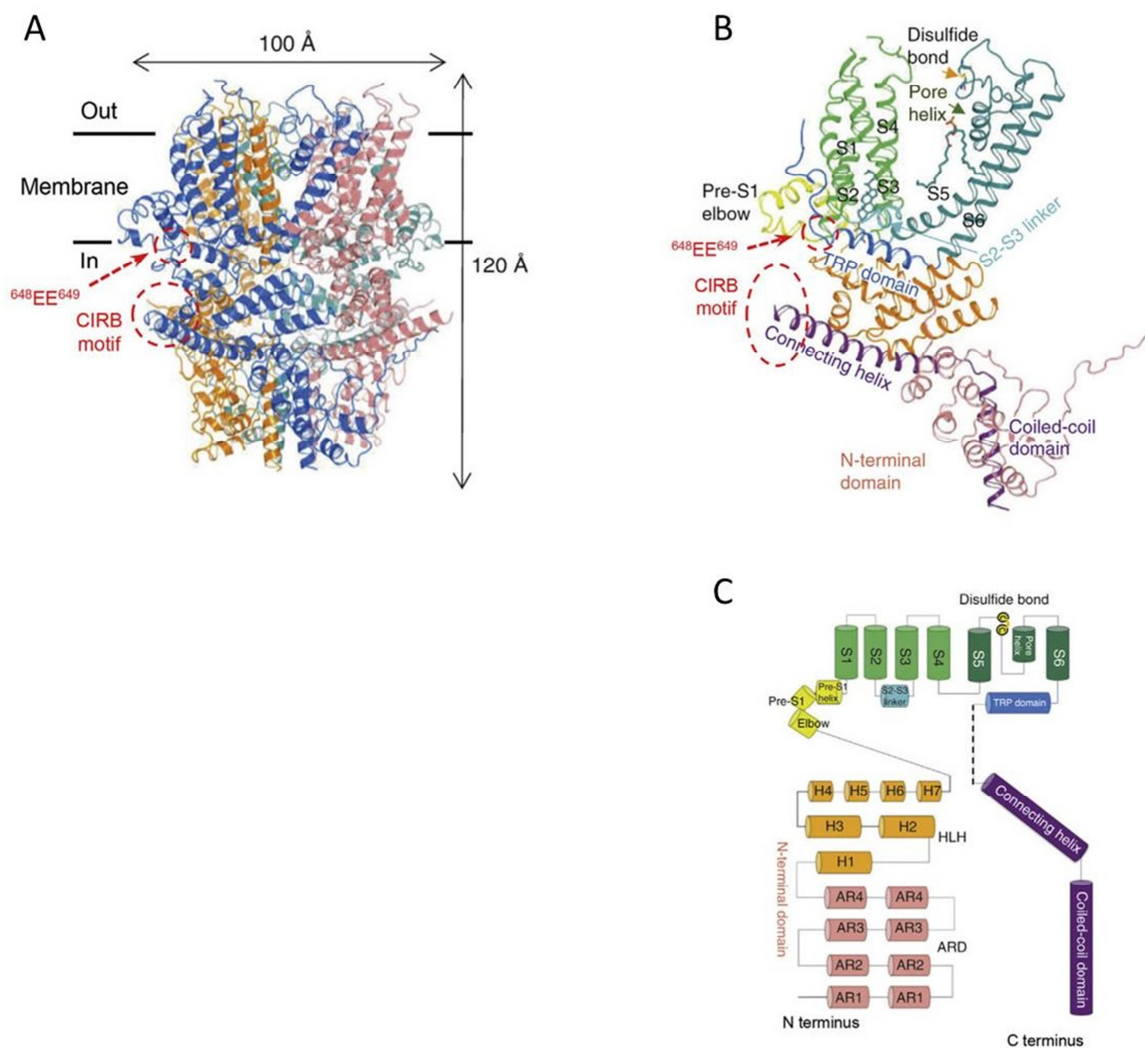 A
100 Å
Out
Membrane
In
120 Å
648EE649
CIRB
motif
B
Disulfide
bond
Pore
helix
S4
S1
S2
S3
S5
S6
Pre-S1
elbow
S2-S3 linker
648EE649
TRP domain
CIRB
motif
Connecting helix
Coiled-coil
domain
N-terminal
domain
C
Disulfide bond
S1
S2
S3
S4
S5
Pore
helix
S6
Pre-S1
helix
S2-S3
linker
TRP domain
Pre-S1
Elbow
Connecting helix
H4
H5
H6
H7
H3
H2
HLH
H1
N-terminal domain
AR4
AR4
AR3
AR3
ARD
AR2
AR2
AR1
AR1
Coiled-coil domain
N terminus
C terminus